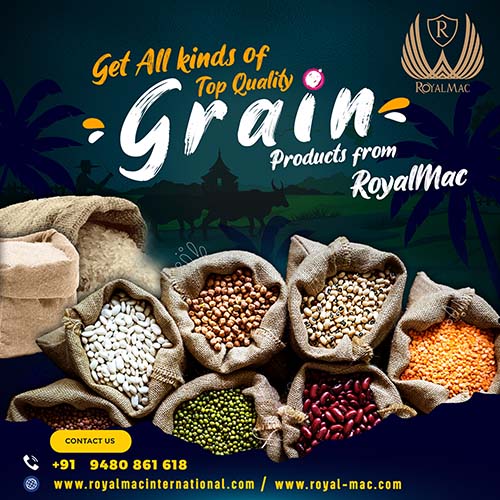 R
ROYALMAC
Get All kinds of
Top Quality
Grain
Products from
RoyalMac
CONTACT US
+91 9480 861 618
www.royalmacinternational.com / www.royal-mac.com